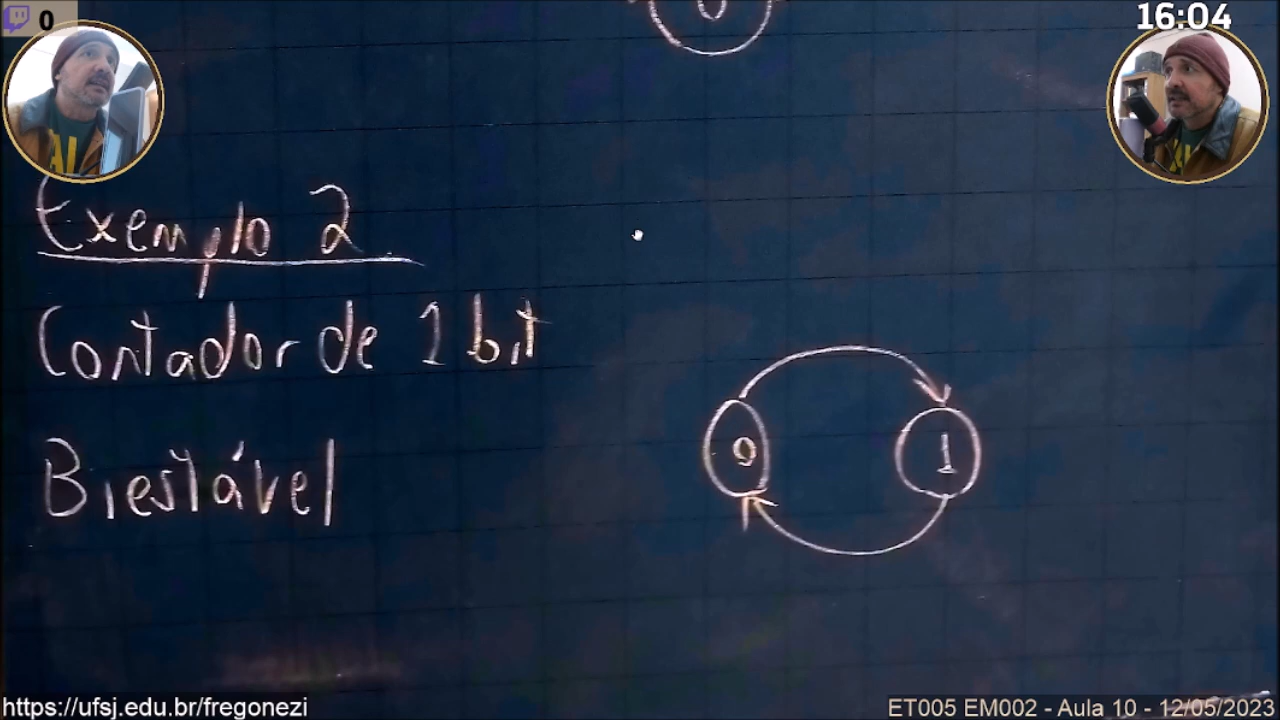 0
16:04
0
Exemplo 2
Contador de 1 bit
0 1
Biestável
https://ufsj.edu.br/fregonezi
ET005 EM002 - Aula 10 - 12/05/2023